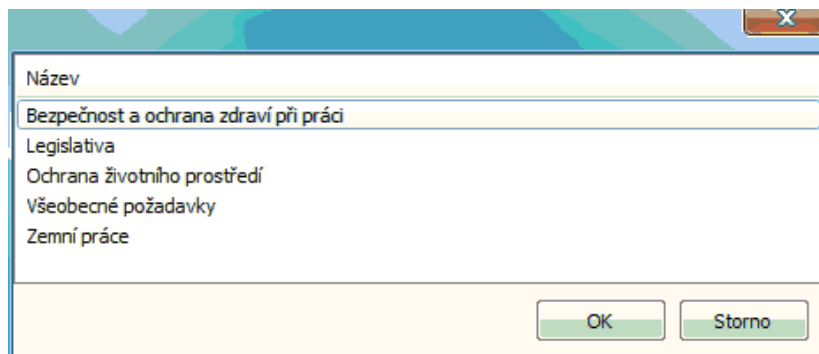 Název
Bezpečnost a ochrana zdraví při práci
Legislativa
Ochrana životního prostředí
Všeobecné požadavky
Zemní práce
OK Storno